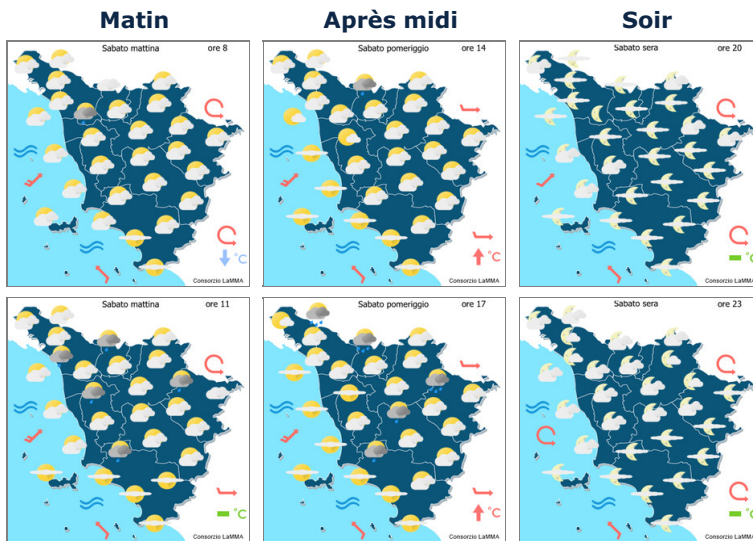 Matin Après midi Soir
Sabato mattina ore 8
Sabato pomeriggio ore 14
Sabato sera ore 20
°C
Consorzio LaMMA
°C
Consorzio LaMMA
°C
Consorzio LaMMA
Sabato mattina ore 11
Sabato pomeriggio ore 17
Sabato sera ore 23
°C
Consorzio LaMMA
°C
Consorzio LaMMA
°C
Consorzio LaMMA